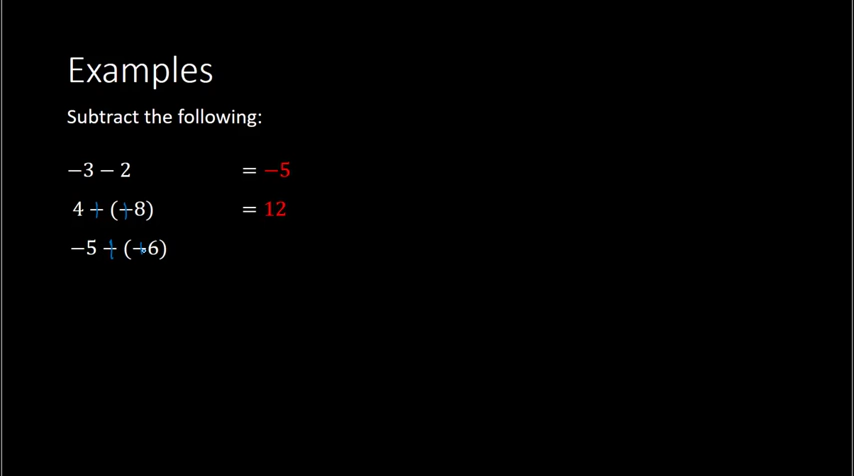 Examples
Subtract the following:
−3 − 2 = −5
4 + (+8) = 12
−5 + (+6)